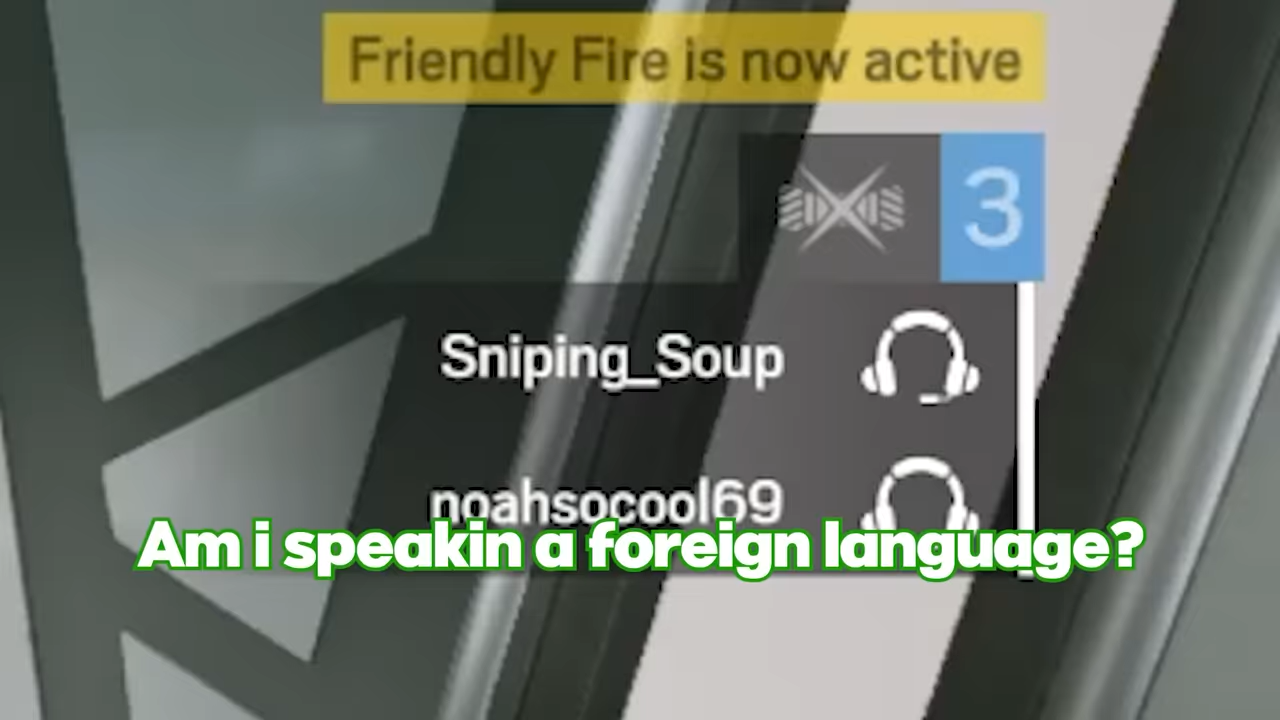 Friendly Fire is now active
3
Sniping_Soup
noahsocool69
Am i speakin a foreign language?